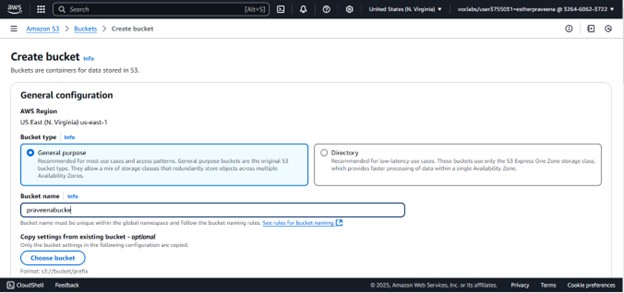 aws Search [Alt+S] United States (N. Virginia) voclabs/user3755031=estherpraveena @ 3264-6062-3722
Amazon S3 > Buckets > Create bucket
Create bucket Info
Buckets are containers for data stored in S3.
General configuration
AWS Region
US East (N. Virginia) us-east-1
Bucket type Info
General purpose
Recommended for most use cases and access patterns. General purpose buckets are the original S3
bucket type. They allow a mix of storage classes that redundantly store objects across multiple
Availability Zones.
Directory
Recommended for low-latency use cases. These buckets use only the S3 Express One Zone storage class,
which provides faster processing of data within a single Availability Zone.
Bucket name Info
praveenabucke
Bucket name must be unique within the global namespace and follow the bucket naming rules. See rules for bucket naming
Copy settings from existing bucket - optional
Only the bucket settings in the following configuration are copied.
Choose bucket
Format: s3://bucket/prefix
CloudShell Feedback © 2025, Amazon Web Services, Inc. or its affiliates. Privacy Terms Cookie preferences